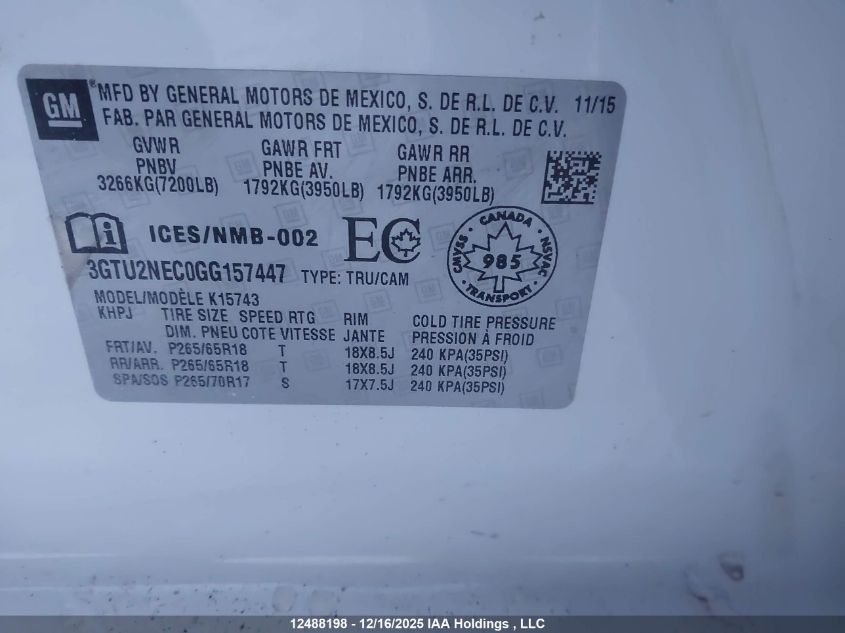 GM ® MFD BY GENERAL MOTORS DE MEXICO, S. DE R.L. DE C.V. 11/15
FAB. PAR GENERAL MOTORS DE MEXICO, S. DE R.L. DE C.V.
GVWR GAWR FRT GAWR RR
PNBV PNBE AV. PNBE ARR.
3266KG(7200LB) 1792KG(3950LB) 1792KG(3950LB)
i ICES/NMB-002 EC
CANADA
CMVSS 985 NSVAC
TRANSPORT
3GTU2NEC0GG157447 TYPE: TRU/CAM
MODEL/MODÈLE K15743
KHPJ TIRE SIZE SPEED RTG RIM COLD TIRE PRESSURE
DIM. PNEU COTE VITESSE JANTE PRESSION À FROID
FRT/AV. P265/65R18 T 18X8.5J 240 KPA(35PSI)
RR/ARR. P265/65R18 T 18X8.5J 240 KPA(35PSI)
SPA/SOS P265/70R17 S 17X7.5J 240 KPA(35PSI)
12488198 - 12/16/2025 IAA Holdings , LLC